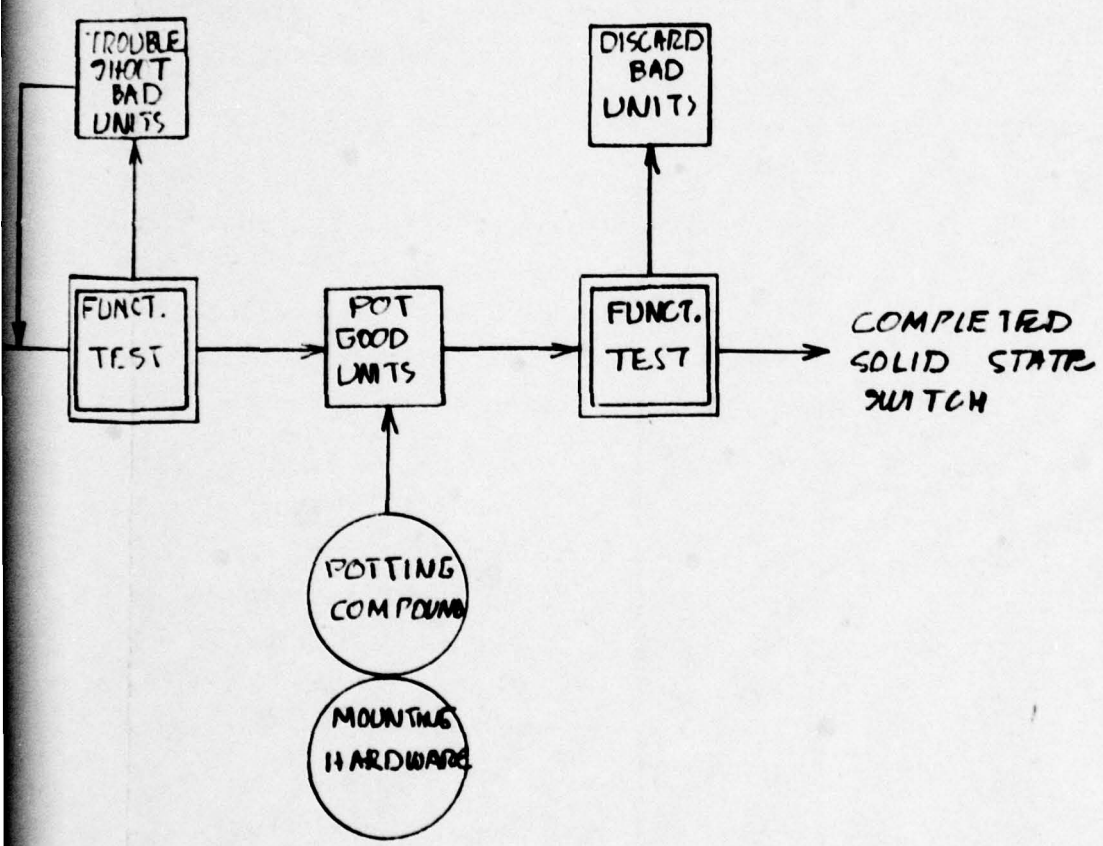 TROUBLE
SHOOT
BAD
UNITS
DISCARD
BAD
UNITS
FUNCT.
TEST
POT
GOOD
UNITS
FUNCT.
TEST
COMPLETED
SOLID STATE
SWITCH
POTTING
COMPOUND
MOUNTING
HARDWARE